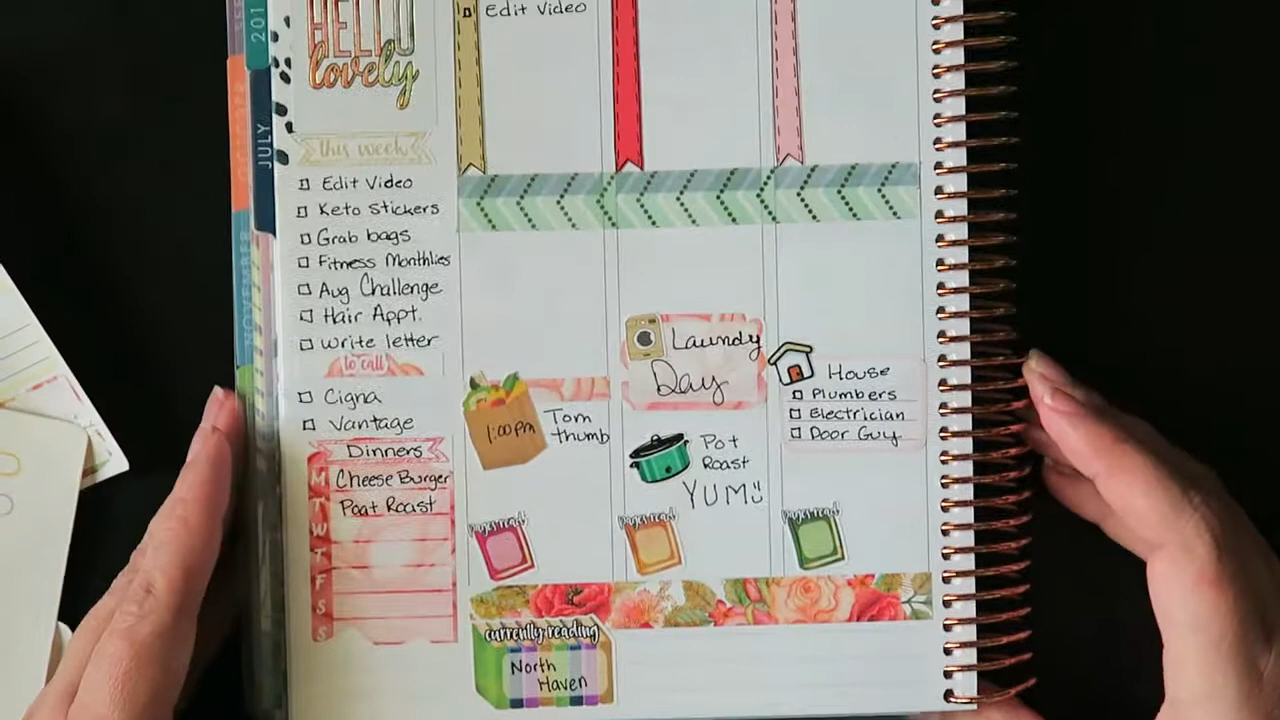 HELLO
lovely
this week
Edit Video
Keto Stickers
Grab bags
Fitness Monthlies
Aug Challenge
Hair Appt.
Write letter
to call
Cigna
Vantage
Dinners
M Cheese Burger
T Poat Roast
W
T
F
S
S
Edit Video
1:00pm
Tom
thumb
pages read
Laundy
Day
Pot
Roast
YUM
pages read
House
Plumbers
Electrician
Door Guy
pages read
currently reading
North
Haven
201
JULY
NOVEMBER